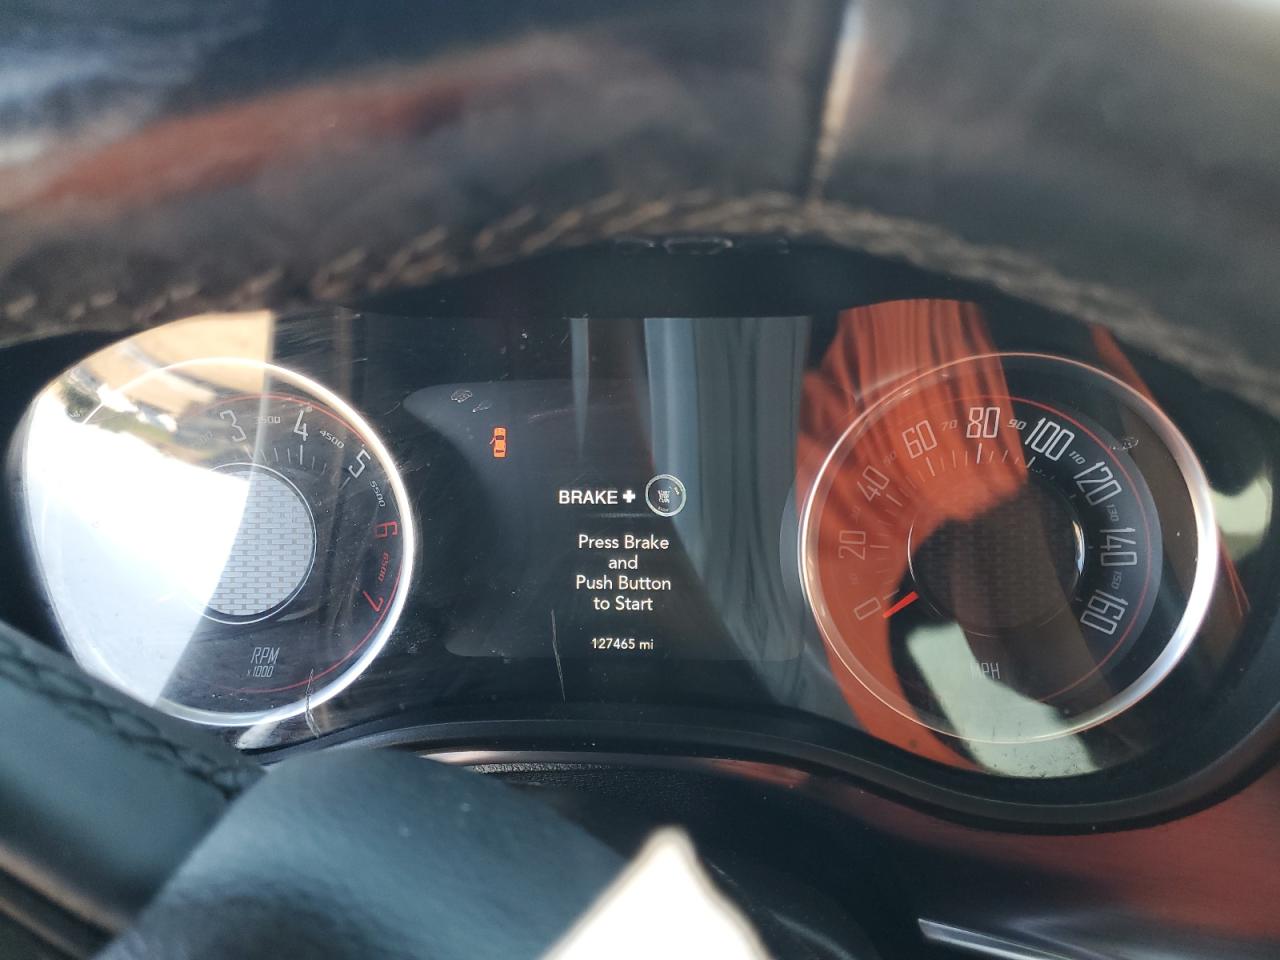 3
3500
4
4500
5
5500
6
6500
7
RPM
x1000
BRAKE +
Press Brake
and
Push Button
to Start
127465 mi
0
20
40
60
70
80
90
100
110
120
130
140
150
160
MPH